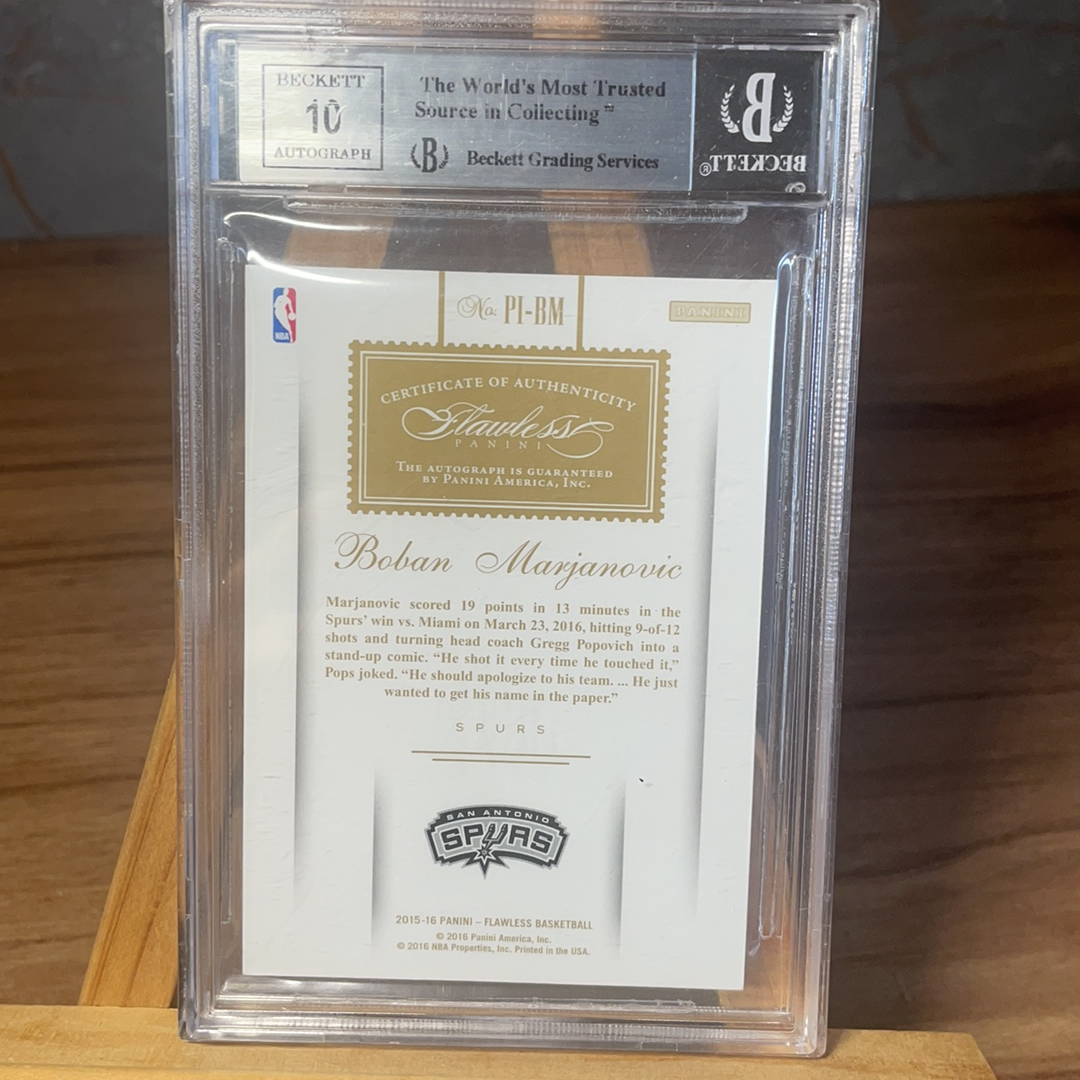 BECKETT
10
AUTOGRAPH
The World's Most Trusted
Source in Collecting™
B
Beckett Grading Services
B
BECKETT®
No. PI-BM
PANINI
NBA
CERTIFICATE OF AUTHENTICITY
Flawless
PANINI
THE AUTOGRAPH IS GUARANTEED
BY PANINI AMERICA, INC.
Boban Marjanovic
Marjanovic scored 19 points in 13 minutes in the
Spurs' win vs. Miami on March 23, 2016, hitting 9-of-12
shots and turning head coach Gregg Popovich into a
stand-up comic. “He shot it every time he touched it,”
Pops joked. “He should apologize to his team. ... He just
wanted to get his name in the paper.”
SPURS
SAN ANTONIO
SPURS
2015-16 PANINI – FLAWLESS BASKETBALL
© 2016 Panini America, Inc.
© 2016 NBA Properties, Inc. Printed in the USA.